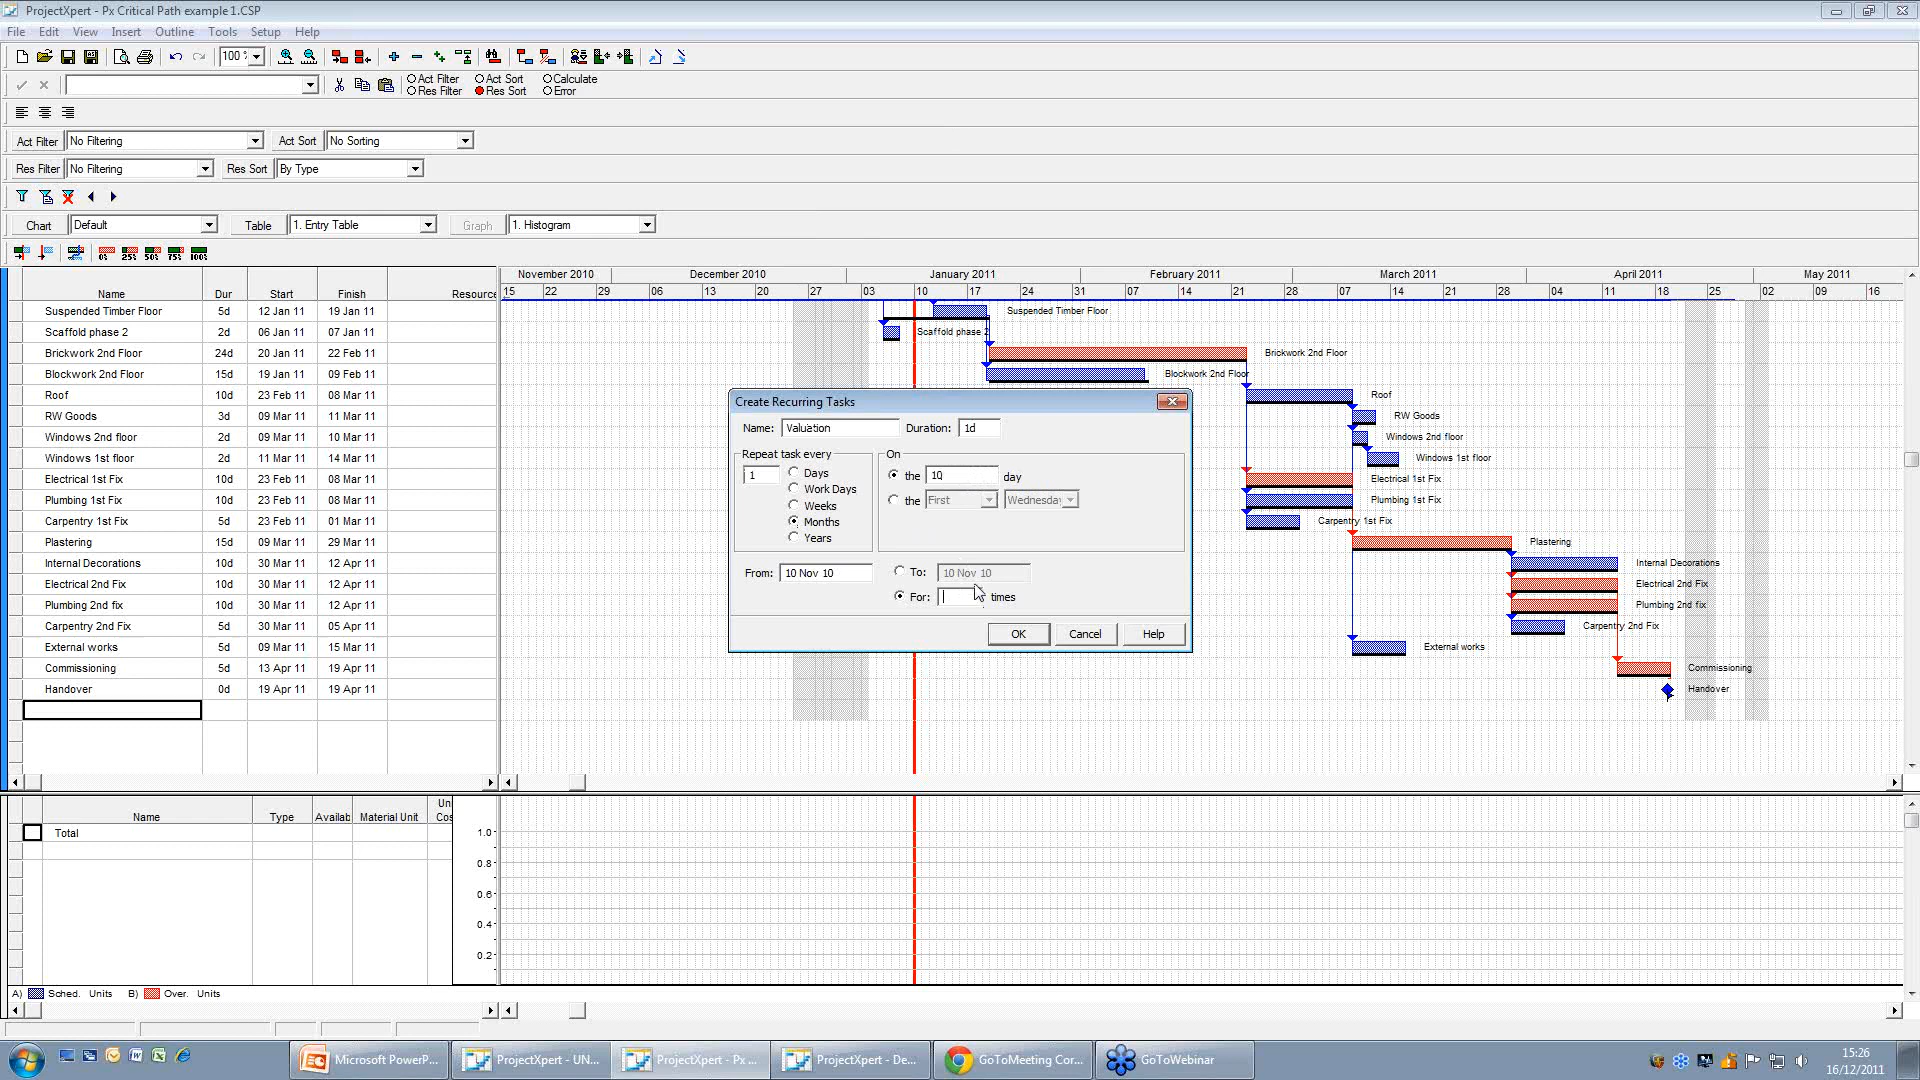 ProjectXpert - Px Critical Path example 1.CSP
File Edit View Insert Outline Tools Setup Help
100 %
Act Filter Act Sort Calculate
Res Filter Res Sort Error
Act Filter No Filtering Act Sort No Sorting
Res Filter No Filtering Res Sort By Type
Chart Default Table 1. Entry Table Graph 1. Histogram
0% 25% 50% 75% 100%
November 2010 December 2010 January 2011 February 2011 March 2011 April 2011 May 2011
Name Dur Start Finish Resource 15 22 29 06 13 20 27 03 10 17 24 31 07 14 21 28 07 14 21 28 04 11 18 25 02 09 16
Suspended Timber Floor 5d 12 Jan 11 19 Jan 11 Suspended Timber Floor
Scaffold phase 2 2d 06 Jan 11 07 Jan 11 Scaffold phase 2
Brickwork 2nd Floor 24d 20 Jan 11 22 Feb 11 Brickwork 2nd Floor
Blockwork 2nd Floor 15d 19 Jan 11 09 Feb 11 Blockwork 2nd Floor
Roof 10d 23 Feb 11 08 Mar 11 Roof
RW Goods 3d 09 Mar 11 11 Mar 11 RW Goods
Windows 2nd floor 2d 09 Mar 11 10 Mar 11 Windows 2nd floor
Windows 1st floor 2d 11 Mar 11 14 Mar 11 Windows 1st floor
Electrical 1st Fix 10d 23 Feb 11 08 Mar 11 Electrical 1st Fix
Plumbing 1st Fix 10d 23 Feb 11 08 Mar 11 Plumbing 1st Fix
Carpentry 1st Fix 5d 23 Feb 11 01 Mar 11 Carpentry 1st Fix
Plastering 15d 09 Mar 11 29 Mar 11 Plastering
Internal Decorations 10d 30 Mar 11 12 Apr 11 Internal Decorations
Electrical 2nd Fix 10d 30 Mar 11 12 Apr 11 Electrical 2nd Fix
Plumbing 2nd fix 10d 30 Mar 11 12 Apr 11 Plumbing 2nd fix
Carpentry 2nd Fix 5d 30 Mar 11 05 Apr 11 Carpentry 2nd Fix
External works 5d 09 Mar 11 15 Mar 11 External works
Commissioning 5d 13 Apr 11 19 Apr 11 Commissioning
Handover 0d 19 Apr 11 19 Apr 11 Handover
Create Recurring Tasks
Name: Valuation Duration: 1d
Repeat task every On
1 Days the 10 day
Work Days
Weeks the First Wednesday
Months
Years
From: 10 Nov 10 To: 10 Nov 10
For: times
OK Cancel Help
Name Type Availab Material Unit Un
Cos
Total
1.0
0.8
0.6
0.4
0.2
A) Sched. Units B) Over. Units
Microsoft PowerP... ProjectXpert - UN... ProjectXpert - Px ... ProjectXpert - De... GoToMeeting Cor... GoToWebinar
15:26
16/12/2011